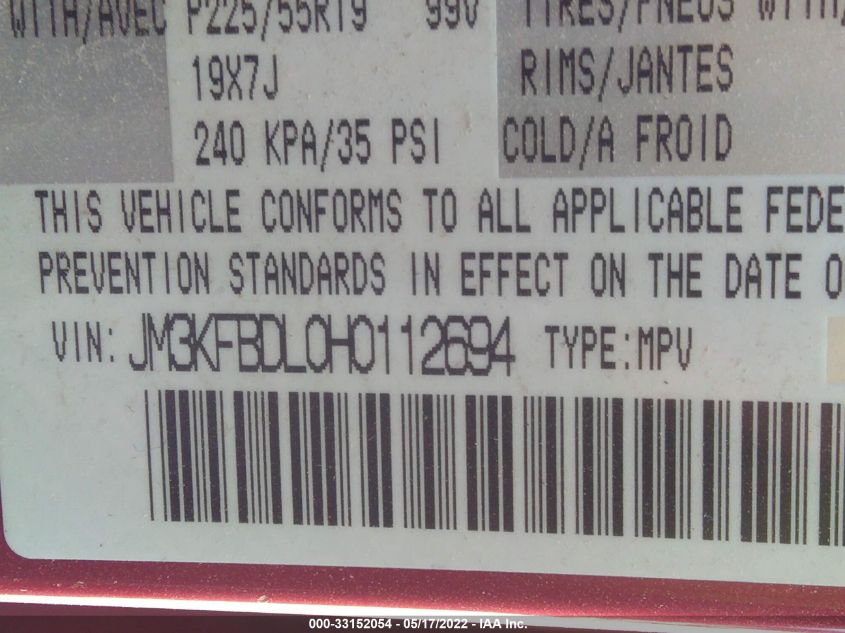 WITH/AVEC P225/55R19 99V TIRES/PNEUS WITH/
19X7J RIMS/JANTES
240 KPA/35 PSI COLD/A FROID
THIS VEHICLE CONFORMS TO ALL APPLICABLE FEDE
PREVENTION STANDARDS IN EFFECT ON THE DATE O
VIN: JM3KFBDL0H0112694 TYPE:MPV
000-33152054 - 05/17/2022 - IAA Inc.